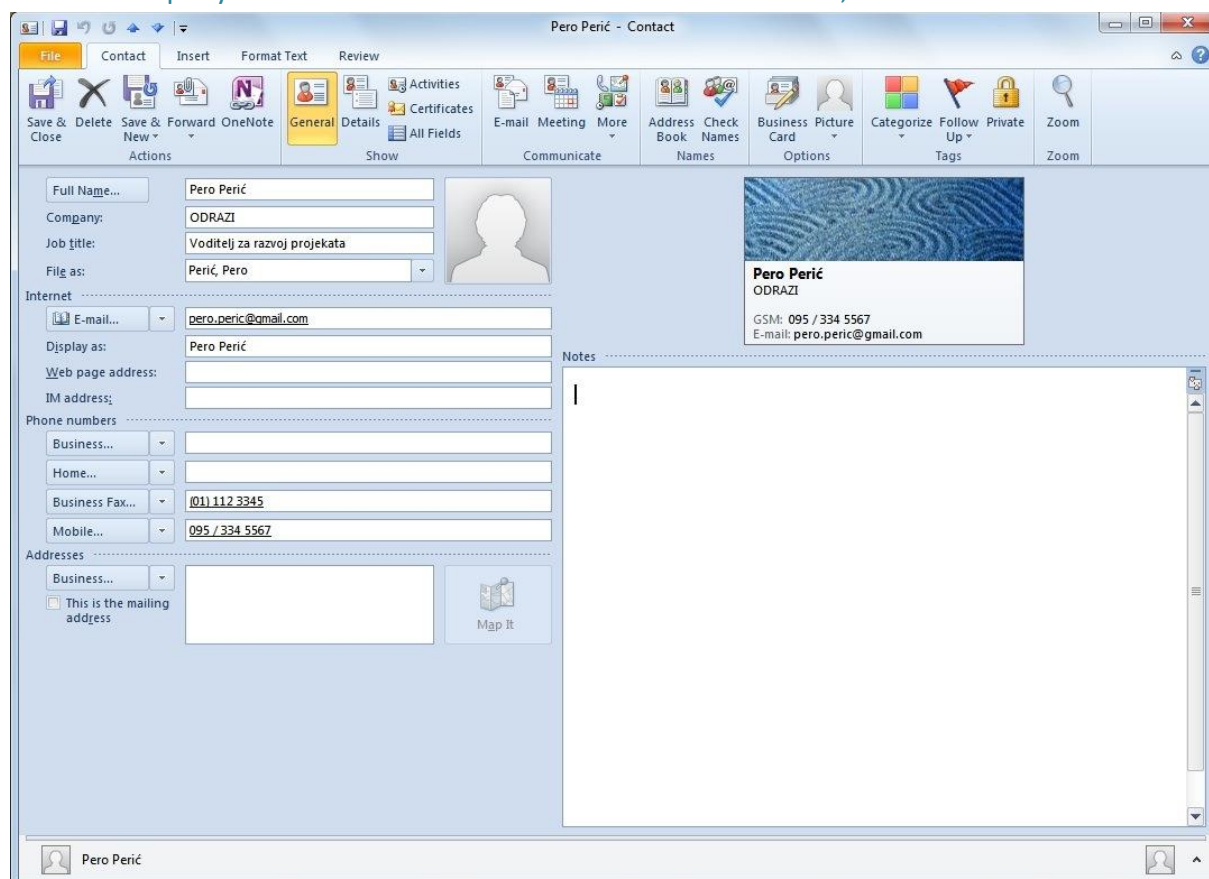 Pero Perić - Contact
File Contact Insert Format Text Review
Save & Close
Delete
Save & New
Forward
OneNote
Actions
General
Details
Activities
Certificates
All Fields
Show
E-mail
Meeting
More
Communicate
Address Book
Check Names
Names
Business Card
Picture
Options
Categorize
Follow Up
Private
Tags
Zoom
Zoom
Full Name... Pero Perić
Company: ODRAZI
Job title: Voditelj za razvoj projekata
File as: Perić, Pero
Internet
E-mail... pero.peric@gmail.com
Display as: Pero Perić
Web page address:
IM address:
Phone numbers
Business...
Home...
Business Fax... (01) 112 3345
Mobile... 095 / 334 5567
Addresses
Business...
This is the mailing address
Map It
Pero Perić
ODRAZI
GSM: 095 / 334 5567
E-mail: pero.peric@gmail.com
Notes
Pero Perić